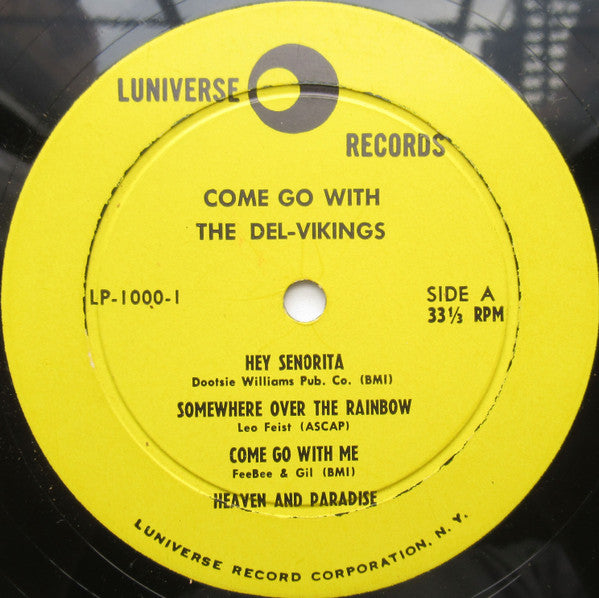 LUNIVERSE
RECORDS
COME GO WITH
THE DEL-VIKINGS
LP-1000-1
SIDE A
33⅓ RPM
HEY SENORITA
Dootsie Williams Pub. Co. (BMI)
SOMEWHERE OVER THE RAINBOW
Leo Feist (ASCAP)
COME GO WITH ME
FeeBee & Gil (BMI)
HEAVEN AND PARADISE
LUNIVERSE RECORD CORPORATION, N. Y.